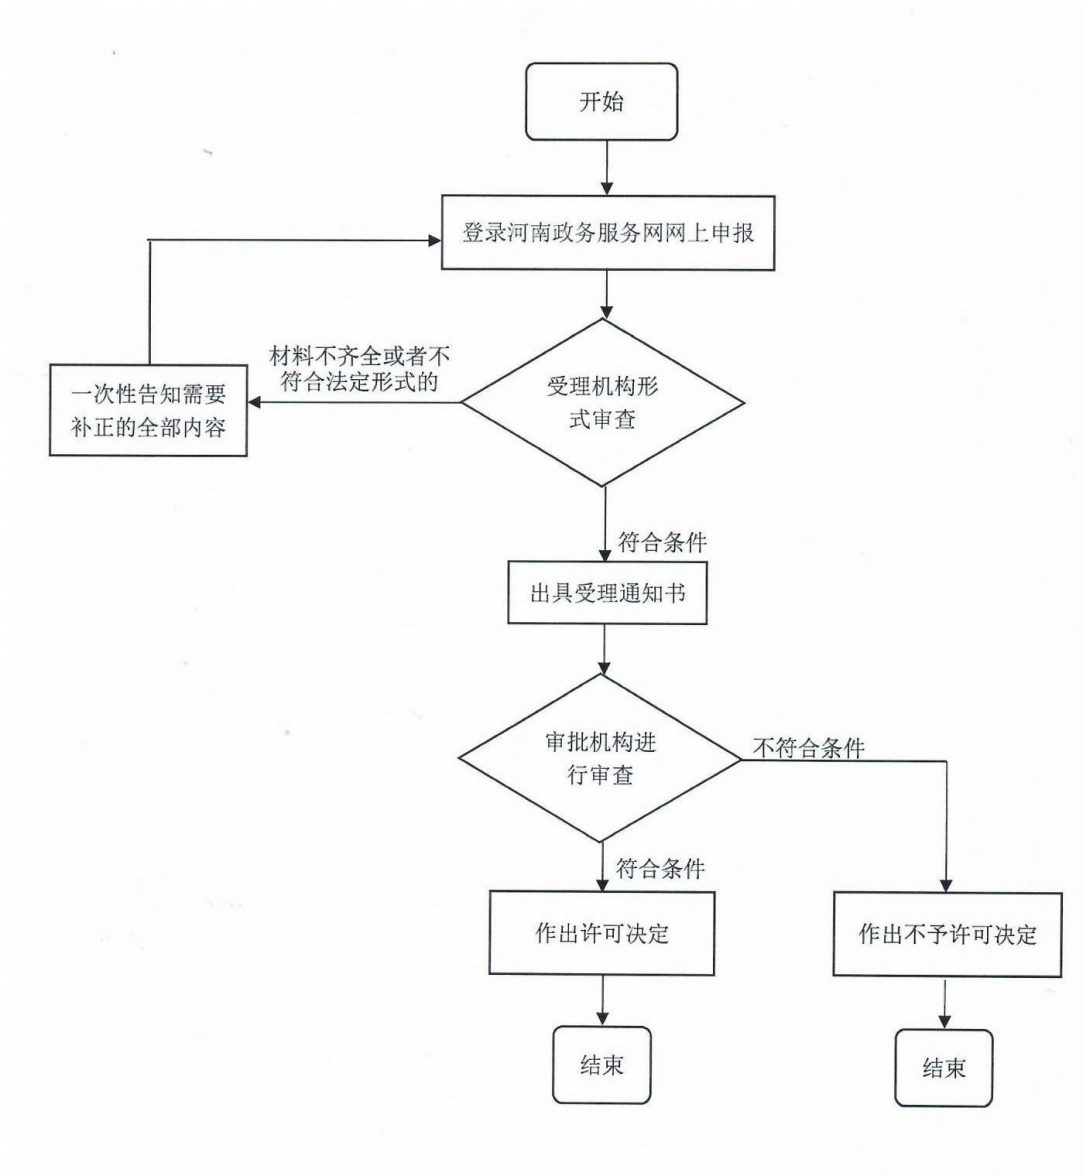 开始
登录河南政务服务网网上申报
材料不齐全或者不
符合法定形式的
一次性告知需要
补正的全部内容
受理机构形
式审查
符合条件
出具受理通知书
审批机构进
行审查
不符合条件
符合条件
作出许可决定
作出不予许可决定
结束
结束